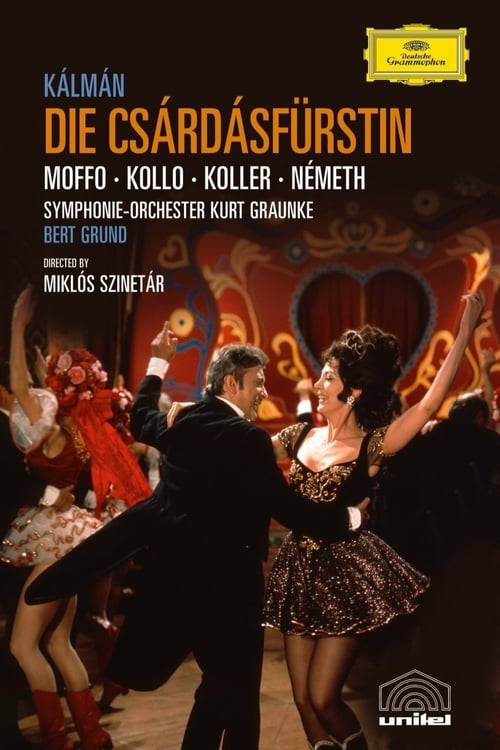 Deutsche
Grammophon
KÁLMÁN
DIE CSÁRDÁSFÜRSTIN
MOFFO · KOLLO · KOLLER · NÉMETH
SYMPHONIE-ORCHESTER KURT GRAUNKE
BERT GRUND
DIRECTED BY
MIKLÓS SZINETÁR
unitel